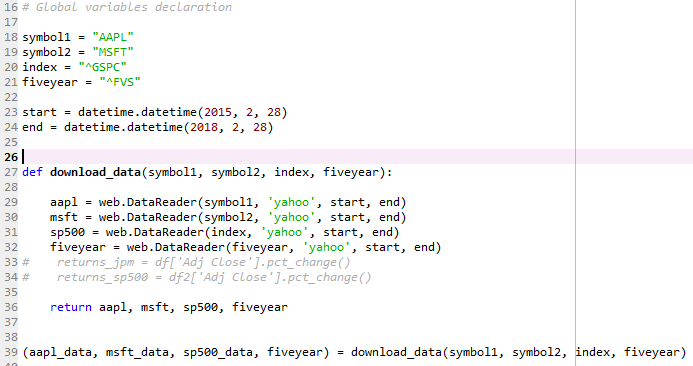 16 # Global variables declaration
17
18 symbol1 = "AAPL"
19 symbol2 = "MSFT"
20 index = "^GSPC"
21 fiveyear = "^FVS"
22
23 start = datetime.datetime(2015, 2, 28)
24 end = datetime.datetime(2018, 2, 28)
25
26
27 def download_data(symbol1, symbol2, index, fiveyear):
28
29     aapl = web.DataReader(symbol1, 'yahoo', start, end)
30     msft = web.DataReader(symbol2, 'yahoo', start, end)
31     sp500 = web.DataReader(index, 'yahoo', start, end)
32     fiveyear = web.DataReader(fiveyear, 'yahoo', start, end)
33 #    returns_jpm = df['Adj Close'].pct_change()
34 #    returns_sp500 = df2['Adj Close'].pct_change()
35
36     return aapl, msft, sp500, fiveyear
37
38
39 (aapl_data, msft_data, sp500_data, fiveyear) = download_data(symbol1, symbol2, index, fiveyear)